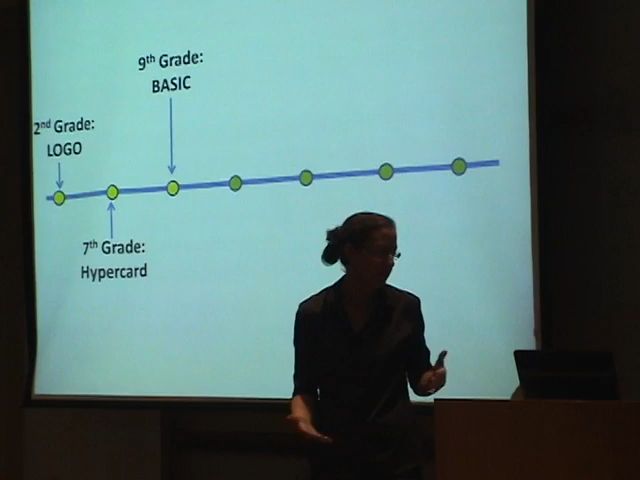 9th Grade:
BASIC
2nd Grade:
LOGO
7th Grade:
Hypercard